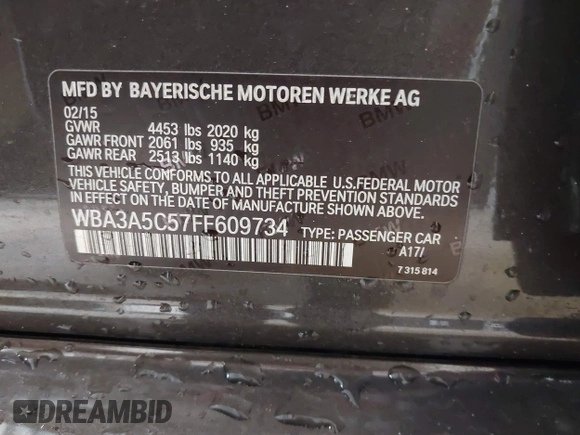 MFD BY BAYERISCHE MOTOREN WERKE AG
02/15
GVWR 4453 lbs 2020 kg
GAWR FRONT 2061 lbs 935 kg
GAWR REAR 2513 lbs 1140 kg
THIS VEHICLE CONFORMS TO ALL APPLICABLE U.S.FEDERAL MOTOR
VEHICLE SAFETY, BUMPER AND THEFT PREVENTION STANDARDS
IN EFFECT ON THE DATE OF MANUFACTURE SHOWN ABOVE.
WBA3A5C57FF609734 TYPE: PASSENGER CAR
A17/
7 315 814
DREAMBID